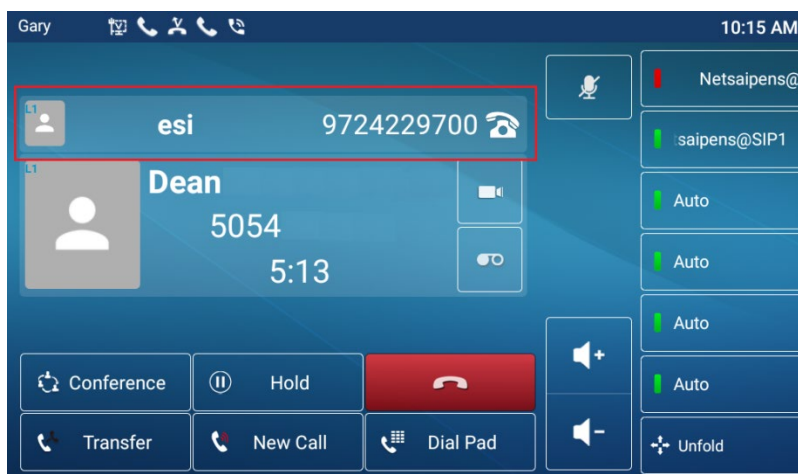 Gary
10:15 AM
L1
esi 9724229700
L1
Dean
5054
5:13
Conference
Hold
Transfer
New Call
Dial Pad
Netsaipens@
saipens@SIP1
Auto
Auto
Auto
Auto
Unfold